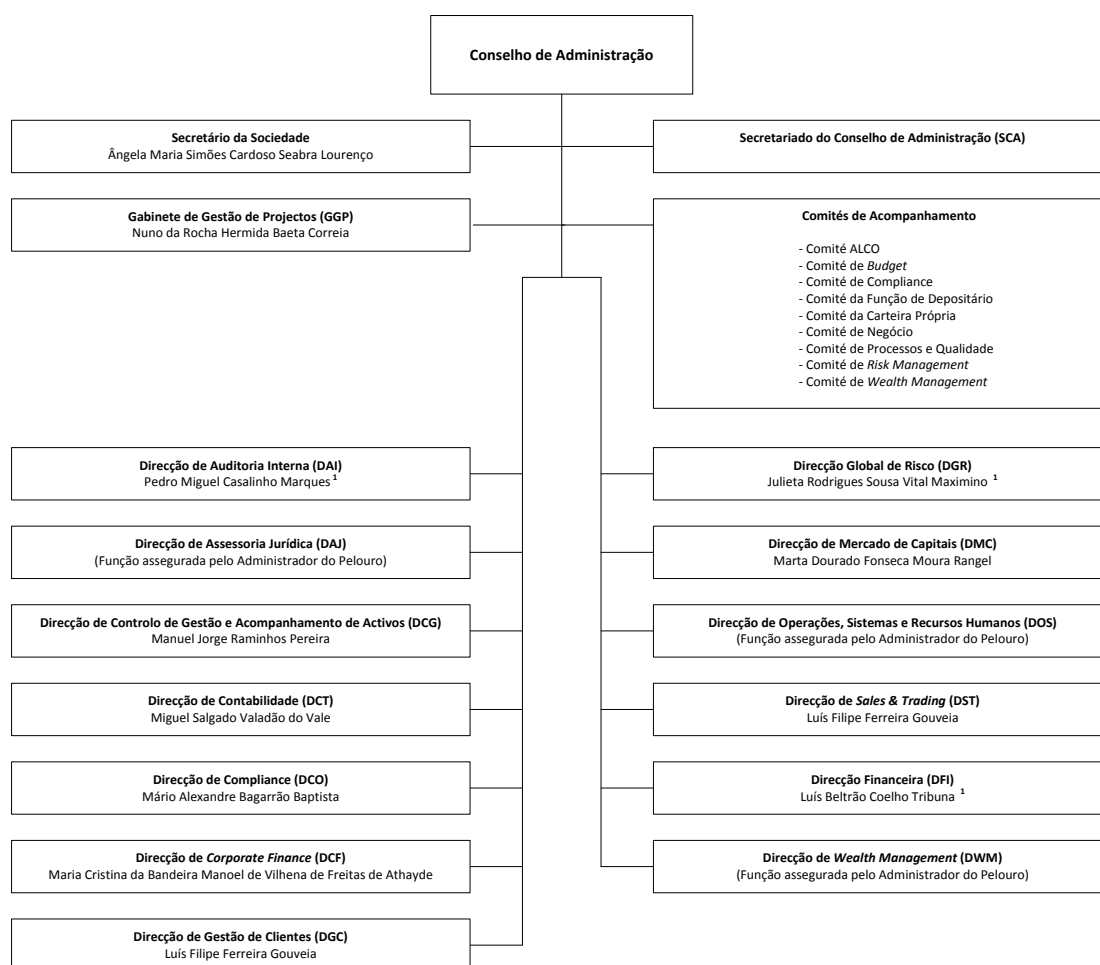 Conselho de Administração
Secretário da Sociedade
Ângela Maria Simões Cardoso Seabra Lourenço
Secretariado do Conselho de Administração (SCA)
Gabinete de Gestão de Projectos (GGP)
Nuno da Rocha Hermida Baeta Correia
Comités de Acompanhamento
- Comité ALCO
- Comité de Budget
- Comité de Compliance
- Comité da Função de Depositário
- Comité da Carteira Própria
- Comité de Negócio
- Comité de Processos e Qualidade
- Comité de Risk Management
- Comité de Wealth Management
Direcção de Auditoria Interna (DAI)
Pedro Miguel Casalinho Marques 1
Direcção Global de Risco (DGR)
Julieta Rodrigues Sousa Vital Maximino 1
Direcção de Assessoria Jurídica (DAJ)
(Função assegurada pelo Administrador do Pelouro)
Direcção de Mercado de Capitais (DMC)
Marta Dourado Fonseca Moura Rangel
Direcção de Controlo de Gestão e Acompanhamento de Activos (DCG)
Manuel Jorge Raminhos Pereira
Direcção de Operações, Sistemas e Recursos Humanos (DOS)
(Função assegurada pelo Administrador do Pelouro)
Direcção de Contabilidade (DCT)
Miguel Salgado Valadão do Vale
Direcção de Sales & Trading (DST)
Luís Filipe Ferreira Gouveia
Direcção de Compliance (DCO)
Mário Alexandre Bagarrão Baptista
Direcção Financeira (DFI)
Luís Beltrão Coelho Tribuna 1
Direcção de Corporate Finance (DCF)
Maria Cristina da Bandeira Manoel de Vilhena de Freitas de Athayde
Direcção de Wealth Management (DWM)
(Função assegurada pelo Administrador do Pelouro)
Direcção de Gestão de Clientes (DGC)
Luís Filipe Ferreira Gouveia